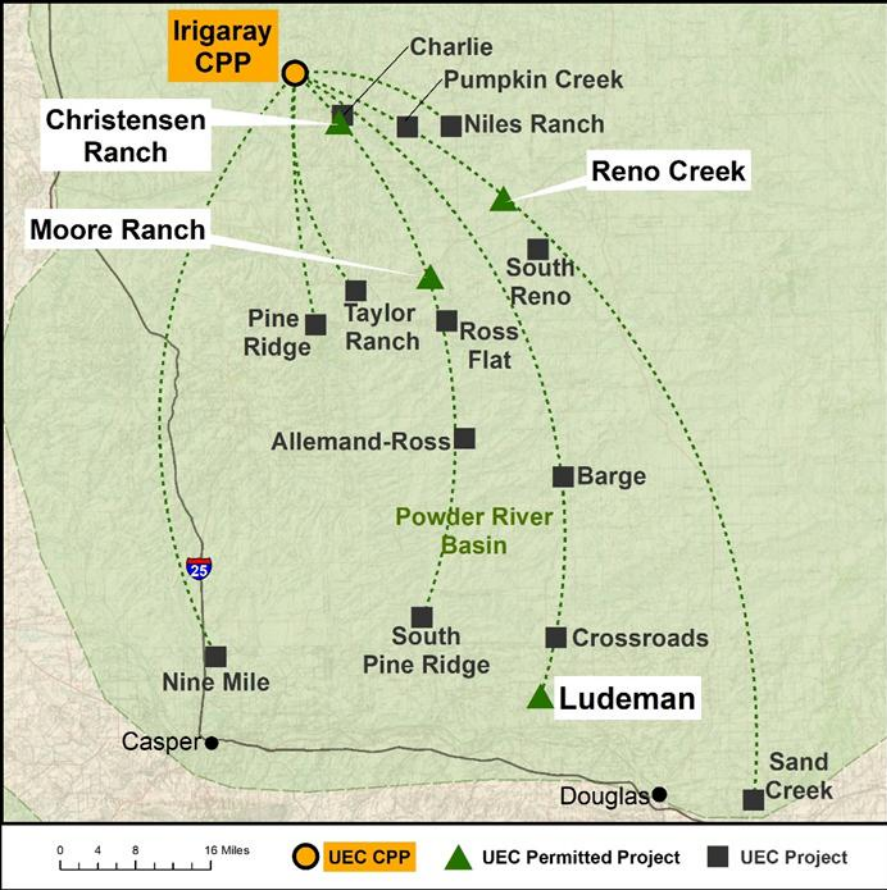 Irigaray
CPP
Charlie
Pumpkin Creek
Christensen
Ranch
Niles Ranch
Reno Creek
Moore Ranch
South
Reno
Taylor
Ranch
Pine
Ridge
Ross
Flat
Allemand-Ross
Barge
Powder River
Basin
25
South
Pine Ridge
Crossroads
Nine Mile
Ludeman
Casper
Sand
Creek
Douglas
0 4 8 16 Miles
UEC CPP
UEC Permitted Project
UEC Project